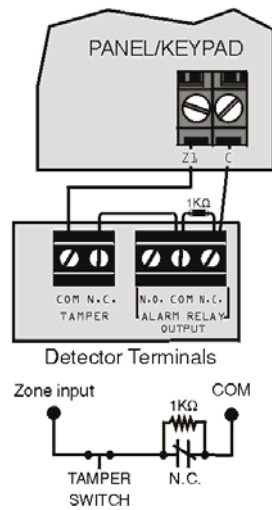 PANEL/KEYPAD
Z1 C
1KΩ
COM N.C. N.O. COM N.C.
TAMPER ALARM RELAY
OUTPUT
Detector Terminals
Zone input COM
1KΩ
TAMPER N.C.
SWITCH